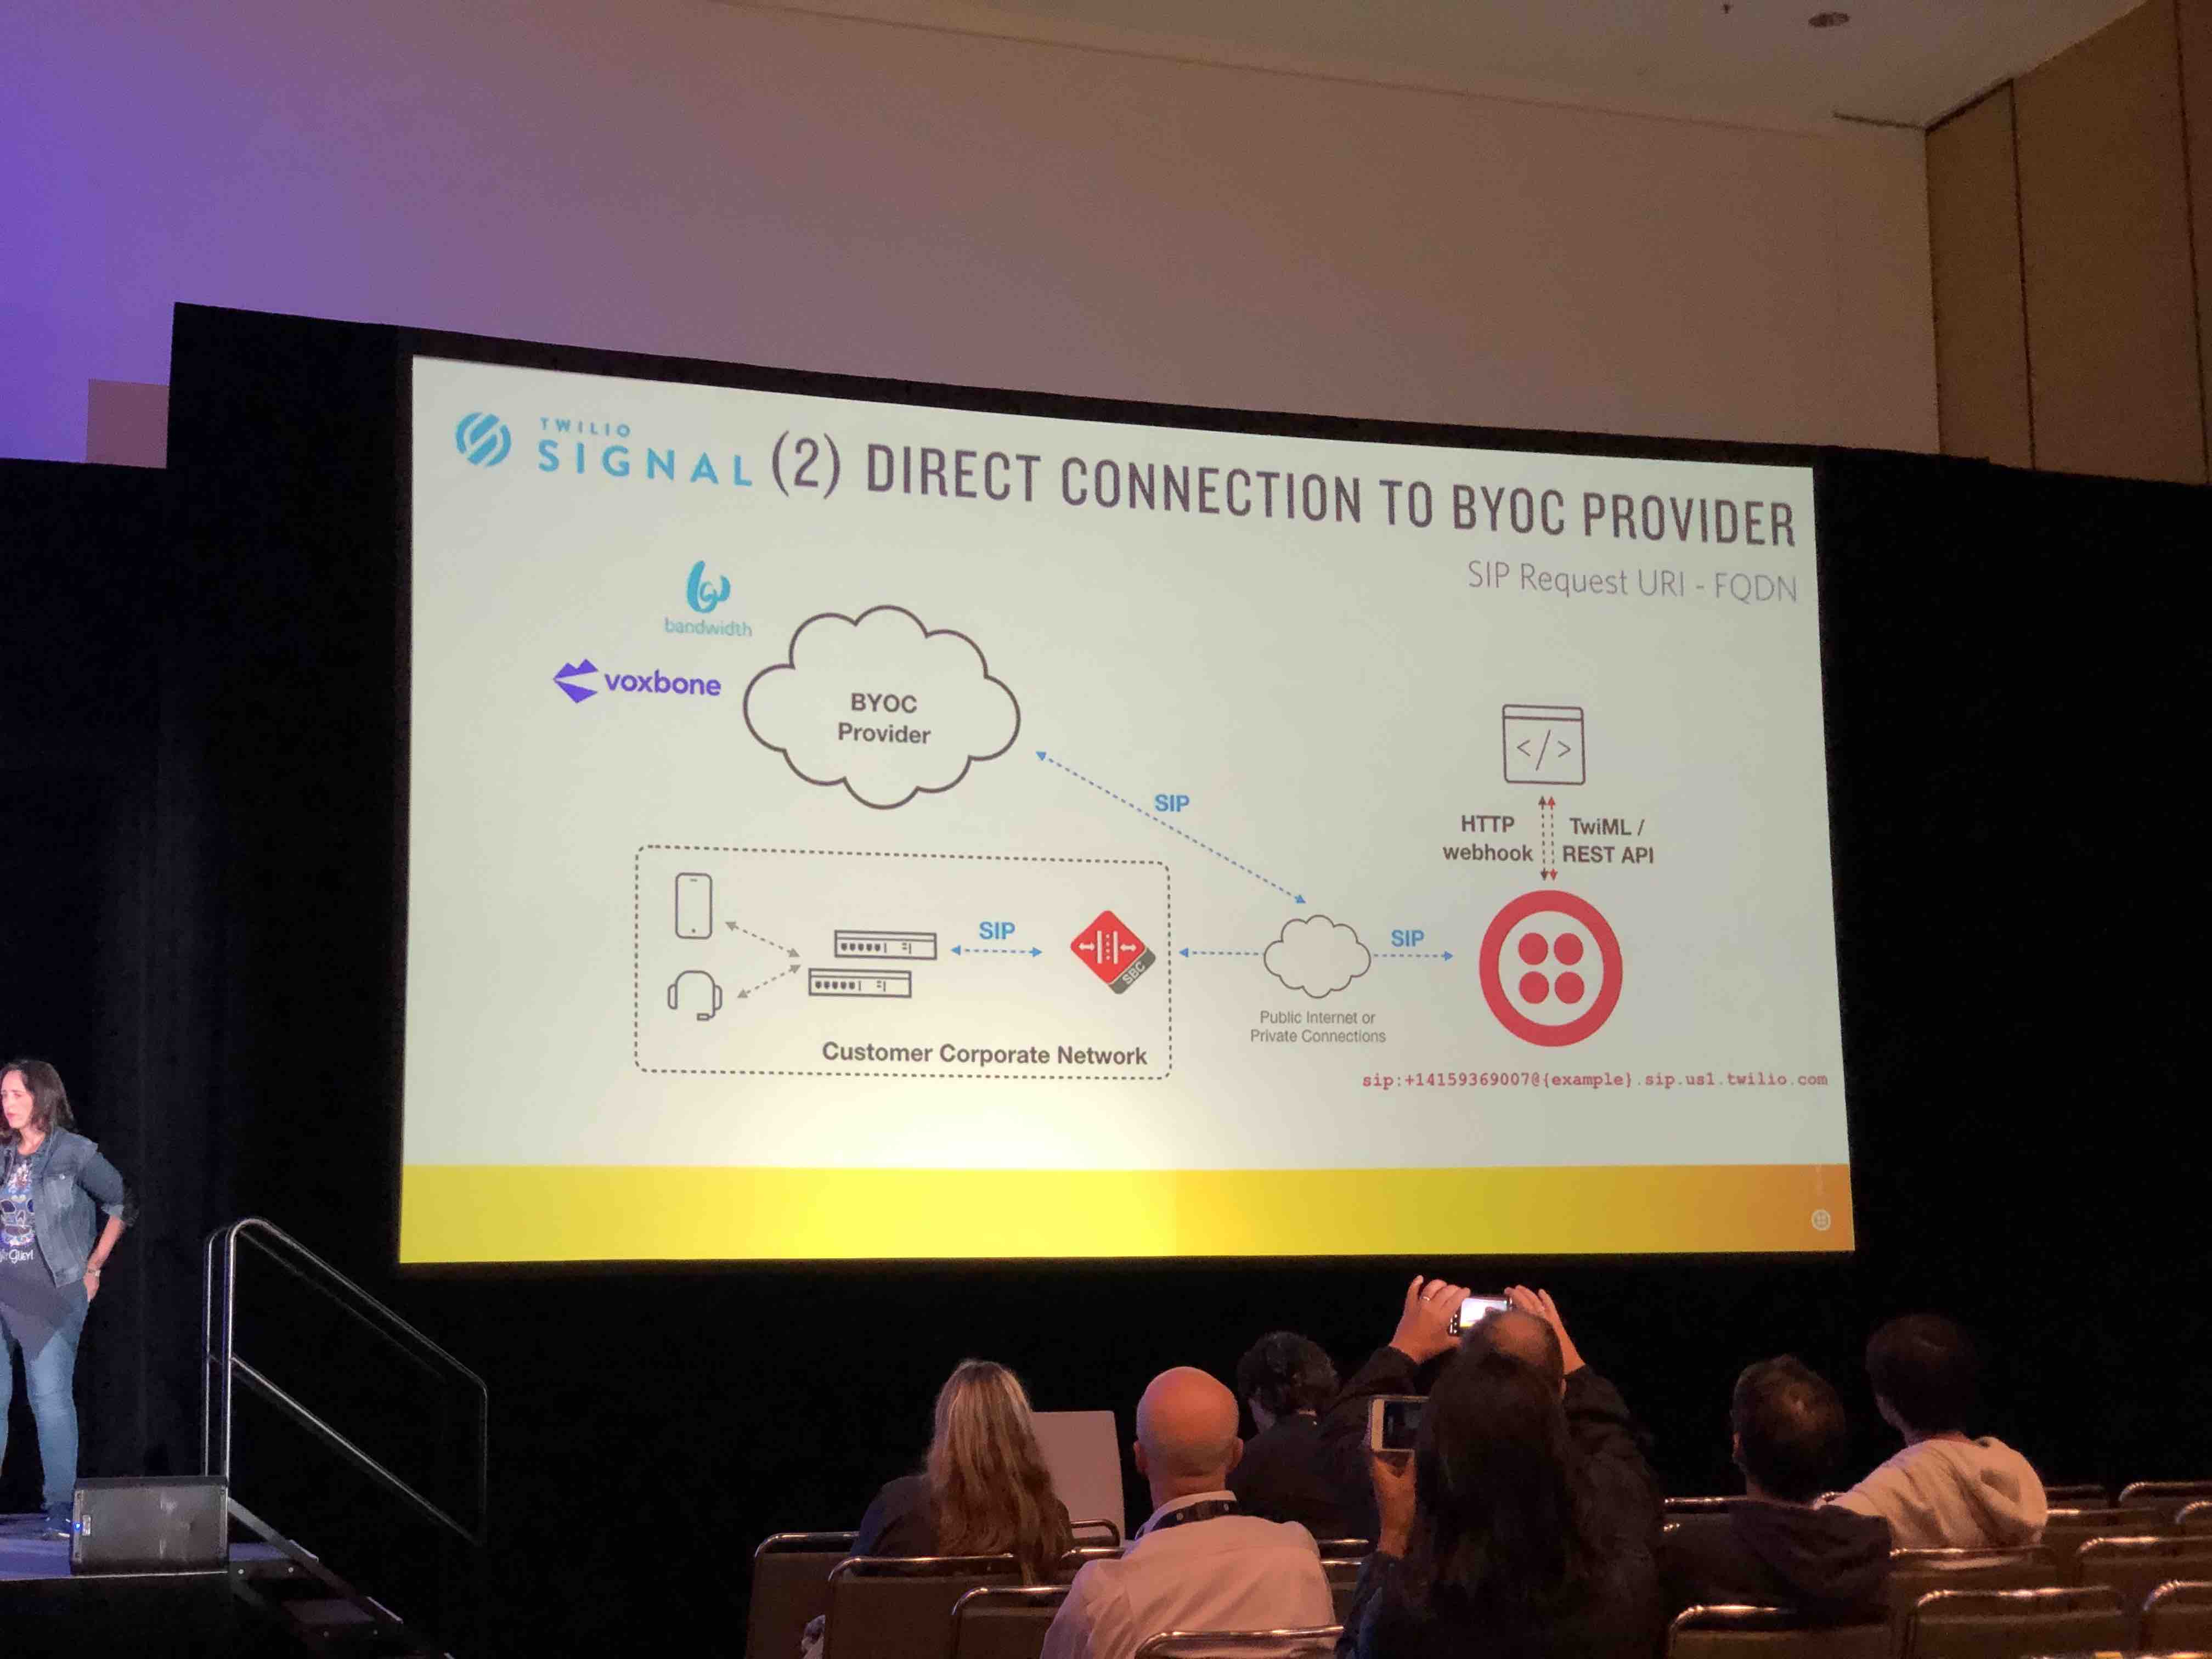 TWILIO
SIGNAL
(2) DIRECT CONNECTION TO BYOC PROVIDER
SIP Request URI - FQDN
bandwidth
voxbone
BYOC
Provider
SIP
HTTP
webhook
TwiML /
REST API
SIP
SBC
SIP
Public Internet or
Private Connections
Customer Corporate Network
sip:+14159369007@{example}.sip.us1.twilio.com